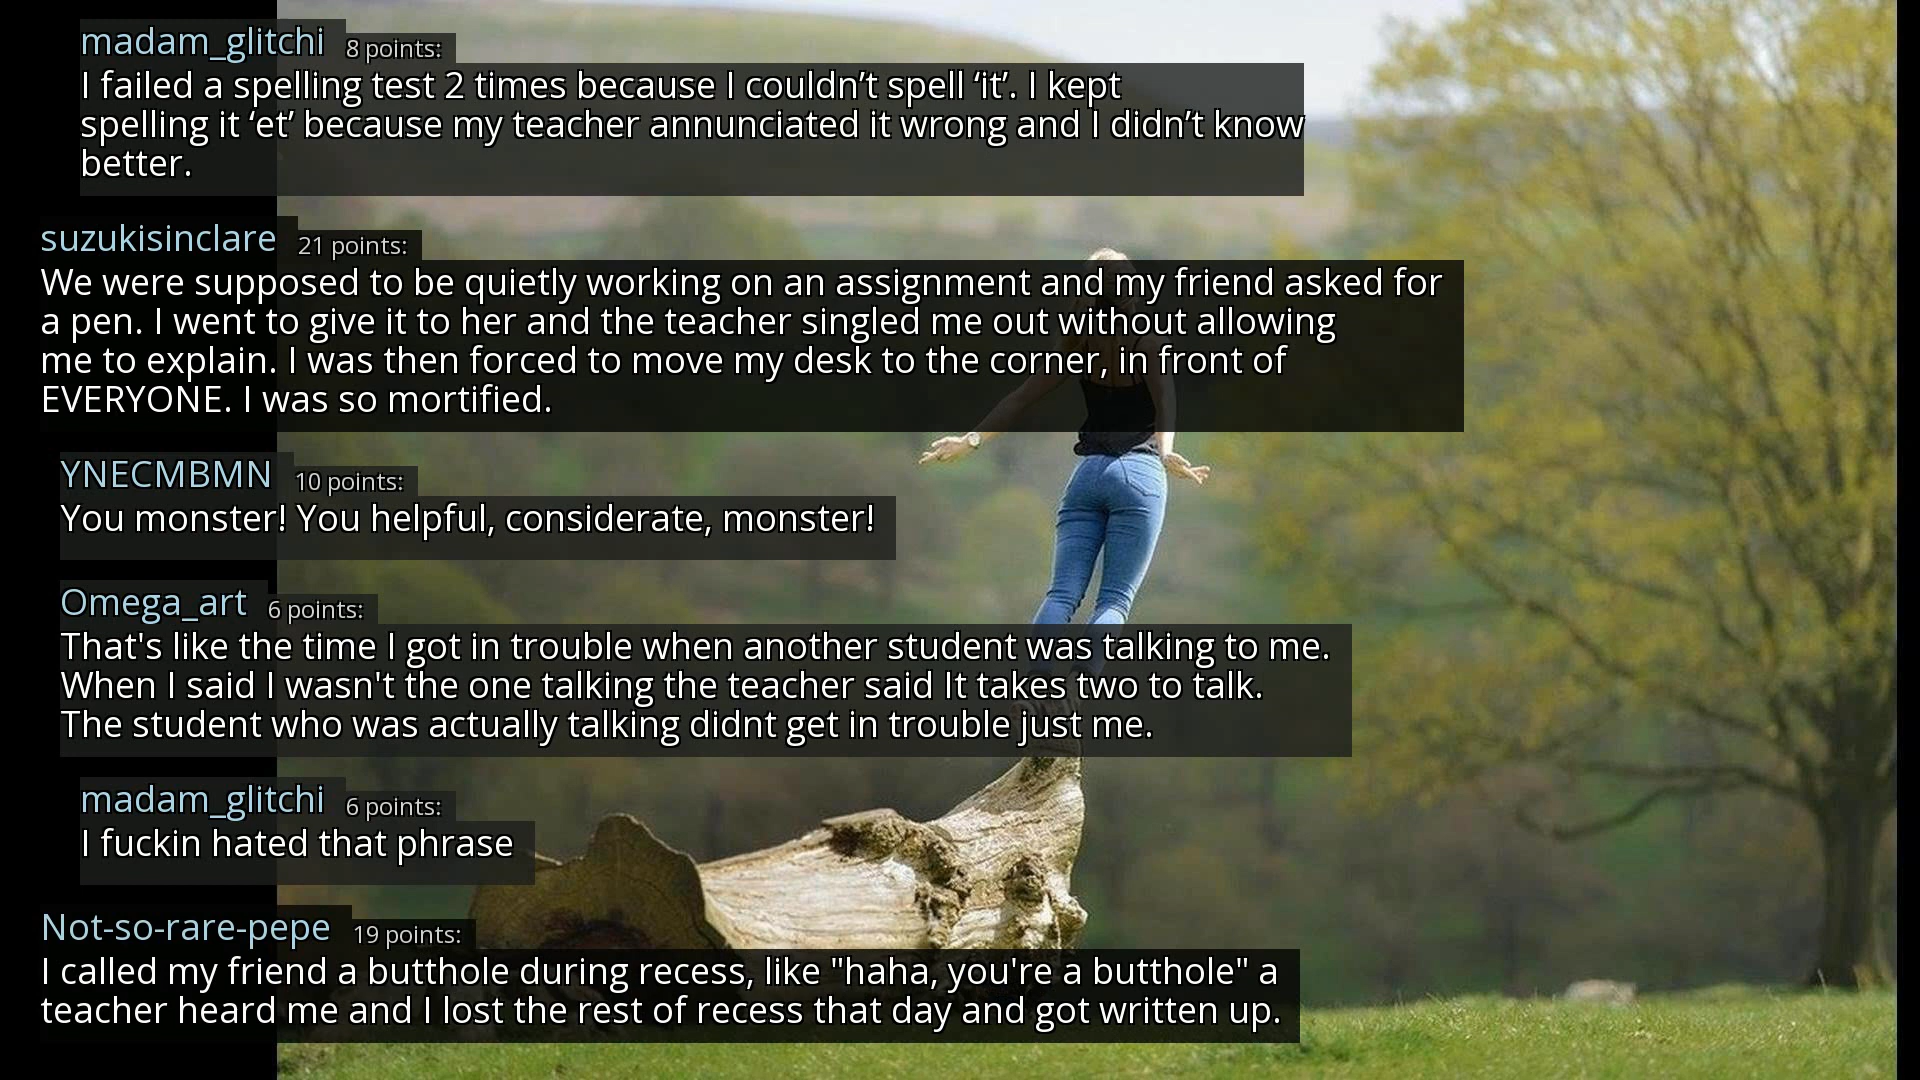 madam_glitchi 8 points:
I failed a spelling test 2 times because I couldn’t spell ‘it’. I kept
spelling it ‘et’ because my teacher annunciated it wrong and I didn’t know
better.
suzukisinclare 21 points:
We were supposed to be quietly working on an assignment and my friend asked for
a pen. I went to give it to her and the teacher singled me out without allowing
me to explain. I was then forced to move my desk to the corner, in front of
EVERYONE. I was so mortified.
YNECMBMN 10 points:
You monster! You helpful, considerate, monster!
Omega_art 6 points:
That's like the time I got in trouble when another student was talking to me.
When I said I wasn't the one talking the teacher said It takes two to talk.
The student who was actually talking didnt get in trouble just me.
madam_glitchi 6 points:
I fuckin hated that phrase
Not-so-rare-pepe 19 points:
I called my friend a butthole during recess, like "haha, you're a butthole" a
teacher heard me and I lost the rest of recess that day and got written up.